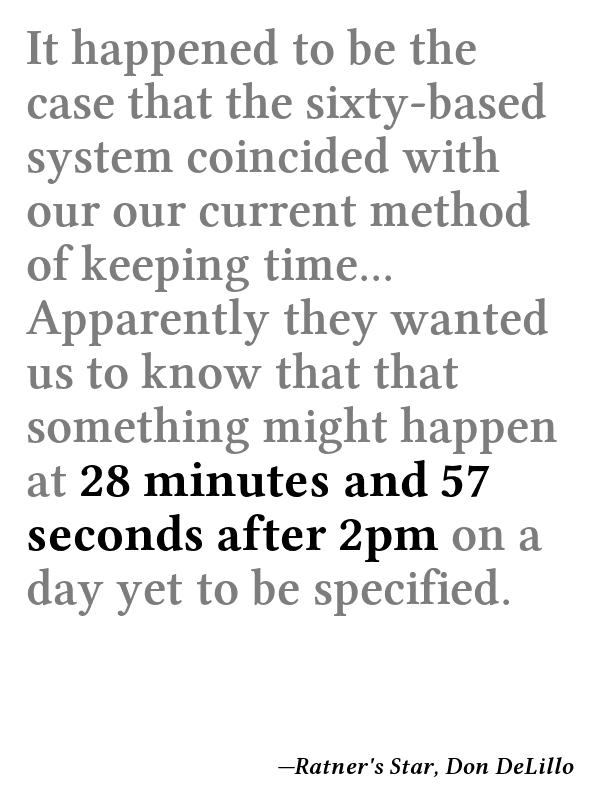 It happened to be the
case that the sixty-based
system coincided with
our our current method
of keeping time...
Apparently they wanted
us to know that that
something might happen
at 28 minutes and 57
seconds after 2pm on a
day yet to be specified.
—Ratner's Star, Don DeLillo